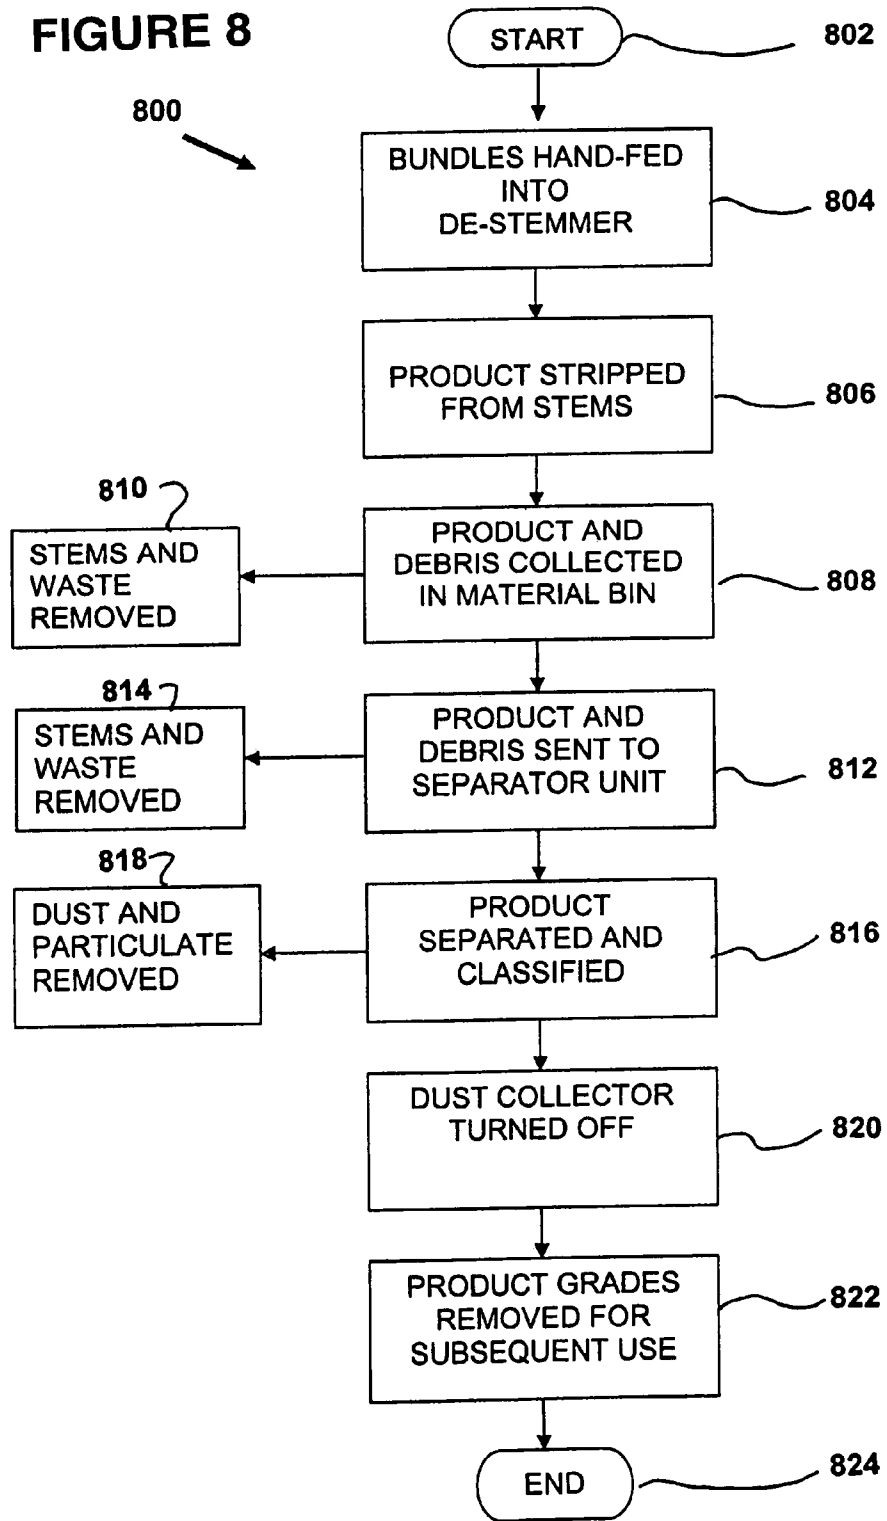 FIGURE 8
START
802
800
BUNDLES HAND-FED
INTO
DE-STEMMER
804
PRODUCT STRIPPED
FROM STEMS
806
810
STEMS AND
WASTE
REMOVED
PRODUCT AND
DEBRIS COLLECTED
IN MATERIAL BIN
808
814
STEMS AND
WASTE
REMOVED
PRODUCT AND
DEBRIS SENT TO
SEPARATOR UNIT
812
818
DUST AND
PARTICULATE
REMOVED
PRODUCT
SEPARATED AND
CLASSIFIED
816
DUST COLLECTOR
TURNED OFF
820
PRODUCT GRADES
REMOVED FOR
SUBSEQUENT USE
822
END
824